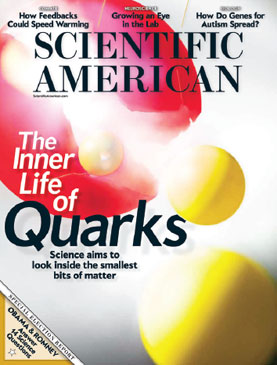 CLIMATE
How Feedbacks
Could Speed Warming
NEUROSCIENCE
Growing an Eye
in the Lab
How Do Genes for
Autism Spread?
SCIENTIFIC
AMERICAN
ScientificAmerican.com
The
Inner
Life
of
Quarks
Science aims to
look inside the smallest
bits of matter
SPECIAL ELECTION REPORT
OBAMA & ROMNEY
Answer
14 Science
Questions